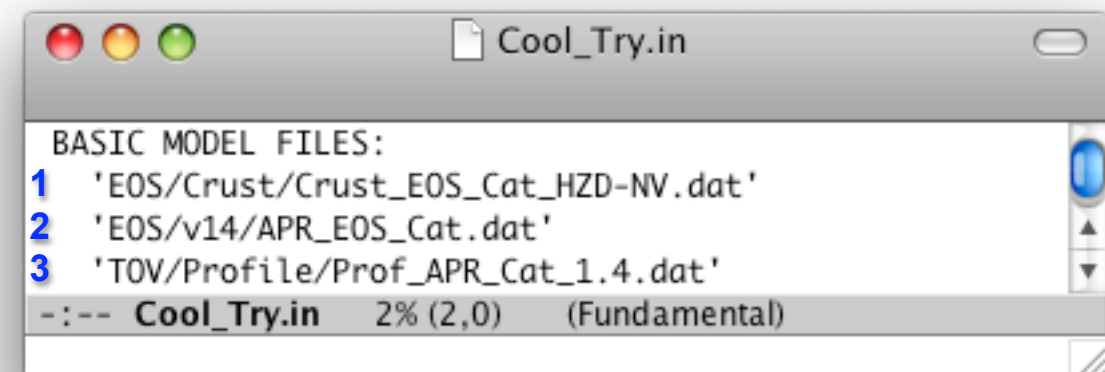 Cool_Try.in
BASIC MODEL FILES:
1 'EOS/Crust/Crust_EOS_Cat_HZD-NV.dat'
2 'EOS/v14/APR_EOS_Cat.dat'
3 'TOV/Profile/Prof_APR_Cat_1.4.dat'
-:-- Cool_Try.in 2% (2,0) (Fundamental)